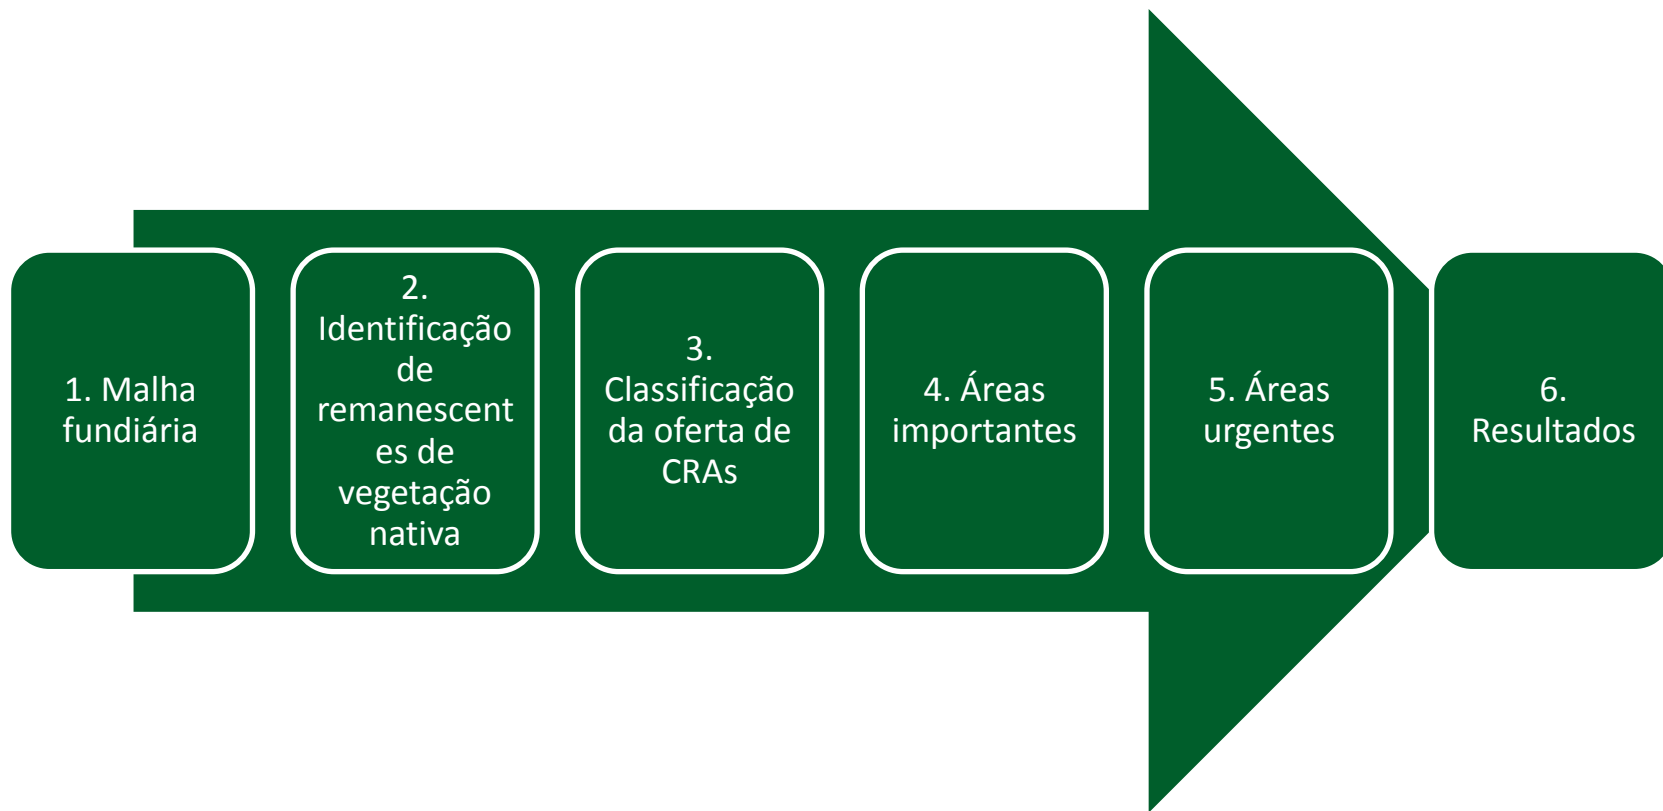 1. Malha
fundiária
2.
Identificação
de
remanescent
es de
vegetação
nativa
3.
Classificação
da oferta de
CRAs
4. Áreas
importantes
5. Áreas
urgentes
6.
Resultados